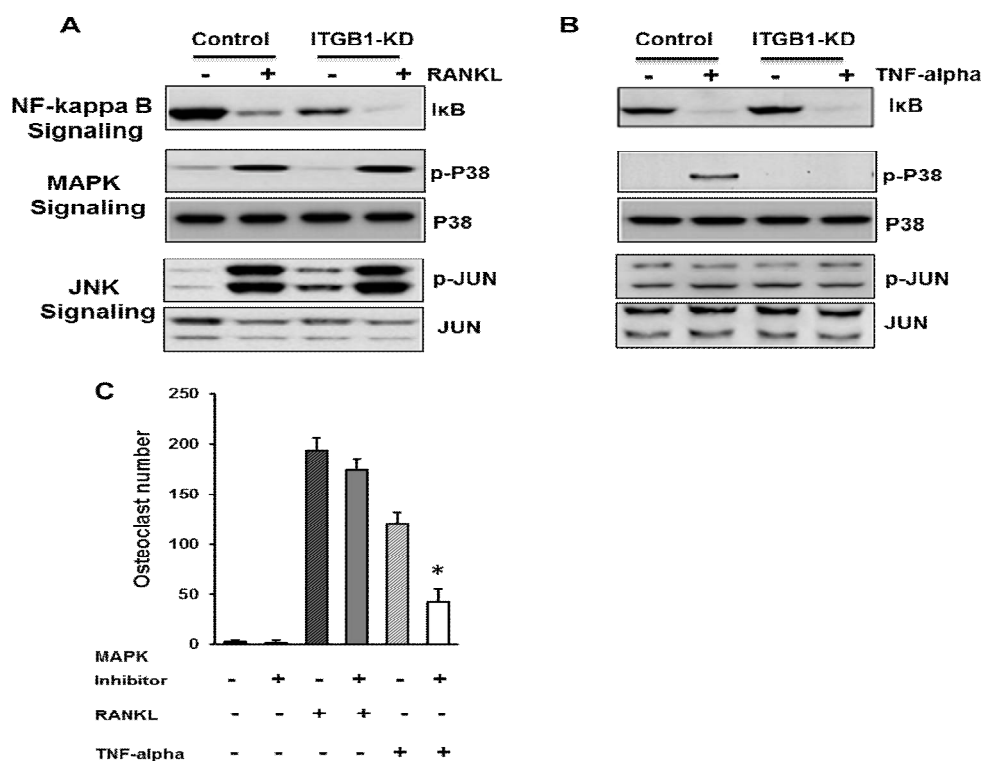 A
Control ITGB1-KD
- + - + RANKL
NF-kappa B
Signaling
IκB
MAPK
Signaling
p-P38
P38
JNK
Signaling
p-JUN
JUN
B
Control ITGB1-KD
- + - + TNF-alpha
IκB
p-P38
P38
p-JUN
JUN
C
Osteoclast number
250
200
150
100
50
0
*
MAPK
Inhibitor - + - + - +
RANKL - - + + - -
TNF-alpha - - - - + +